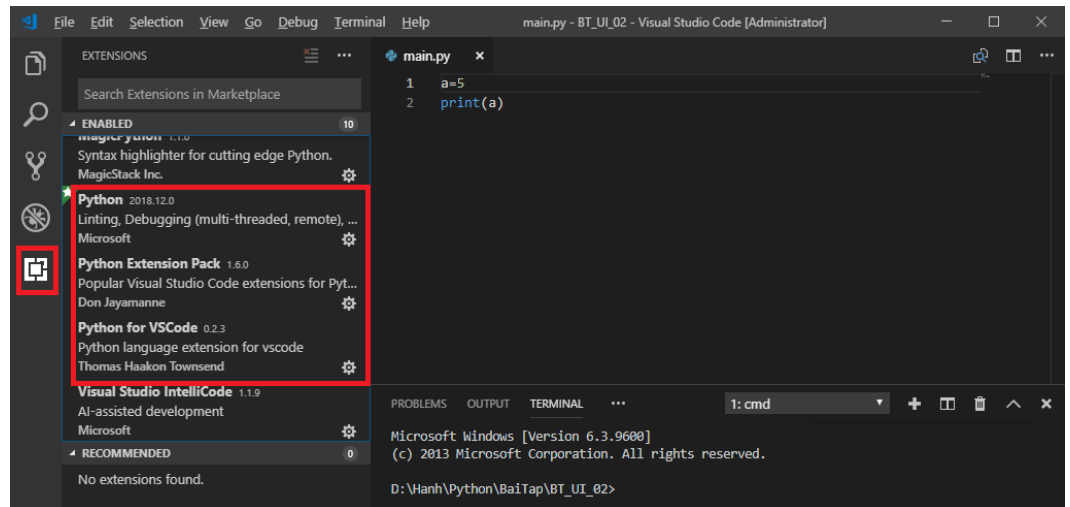 File Edit Selection View Go Debug Terminal Help main.py - BT_UI_02 - Visual Studio Code [Administrator]
EXTENSIONS
Search Extensions in Marketplace
ENABLED 10
MagicPython 1.1.0
Syntax highlighter for cutting edge Python.
MagicStack Inc.
Python 2018.12.0
Linting, Debugging (multi-threaded, remote), ...
Microsoft
Python Extension Pack 1.6.0
Popular Visual Studio Code extensions for Pyt...
Don Jayamanne
Python for VSCode 0.2.3
Python language extension for vscode
Thomas Haakon Townsend
Visual Studio IntelliCode 1.1.9
AI-assisted development
Microsoft
RECOMMENDED 0
No extensions found.
main.py
1 a=5
2 print(a)
PROBLEMS OUTPUT TERMINAL ... 1: cmd
Microsoft Windows [Version 6.3.9600]
(c) 2013 Microsoft Corporation. All rights reserved.
D:\Hanh\Python\BaiTap\BT_UI_02>